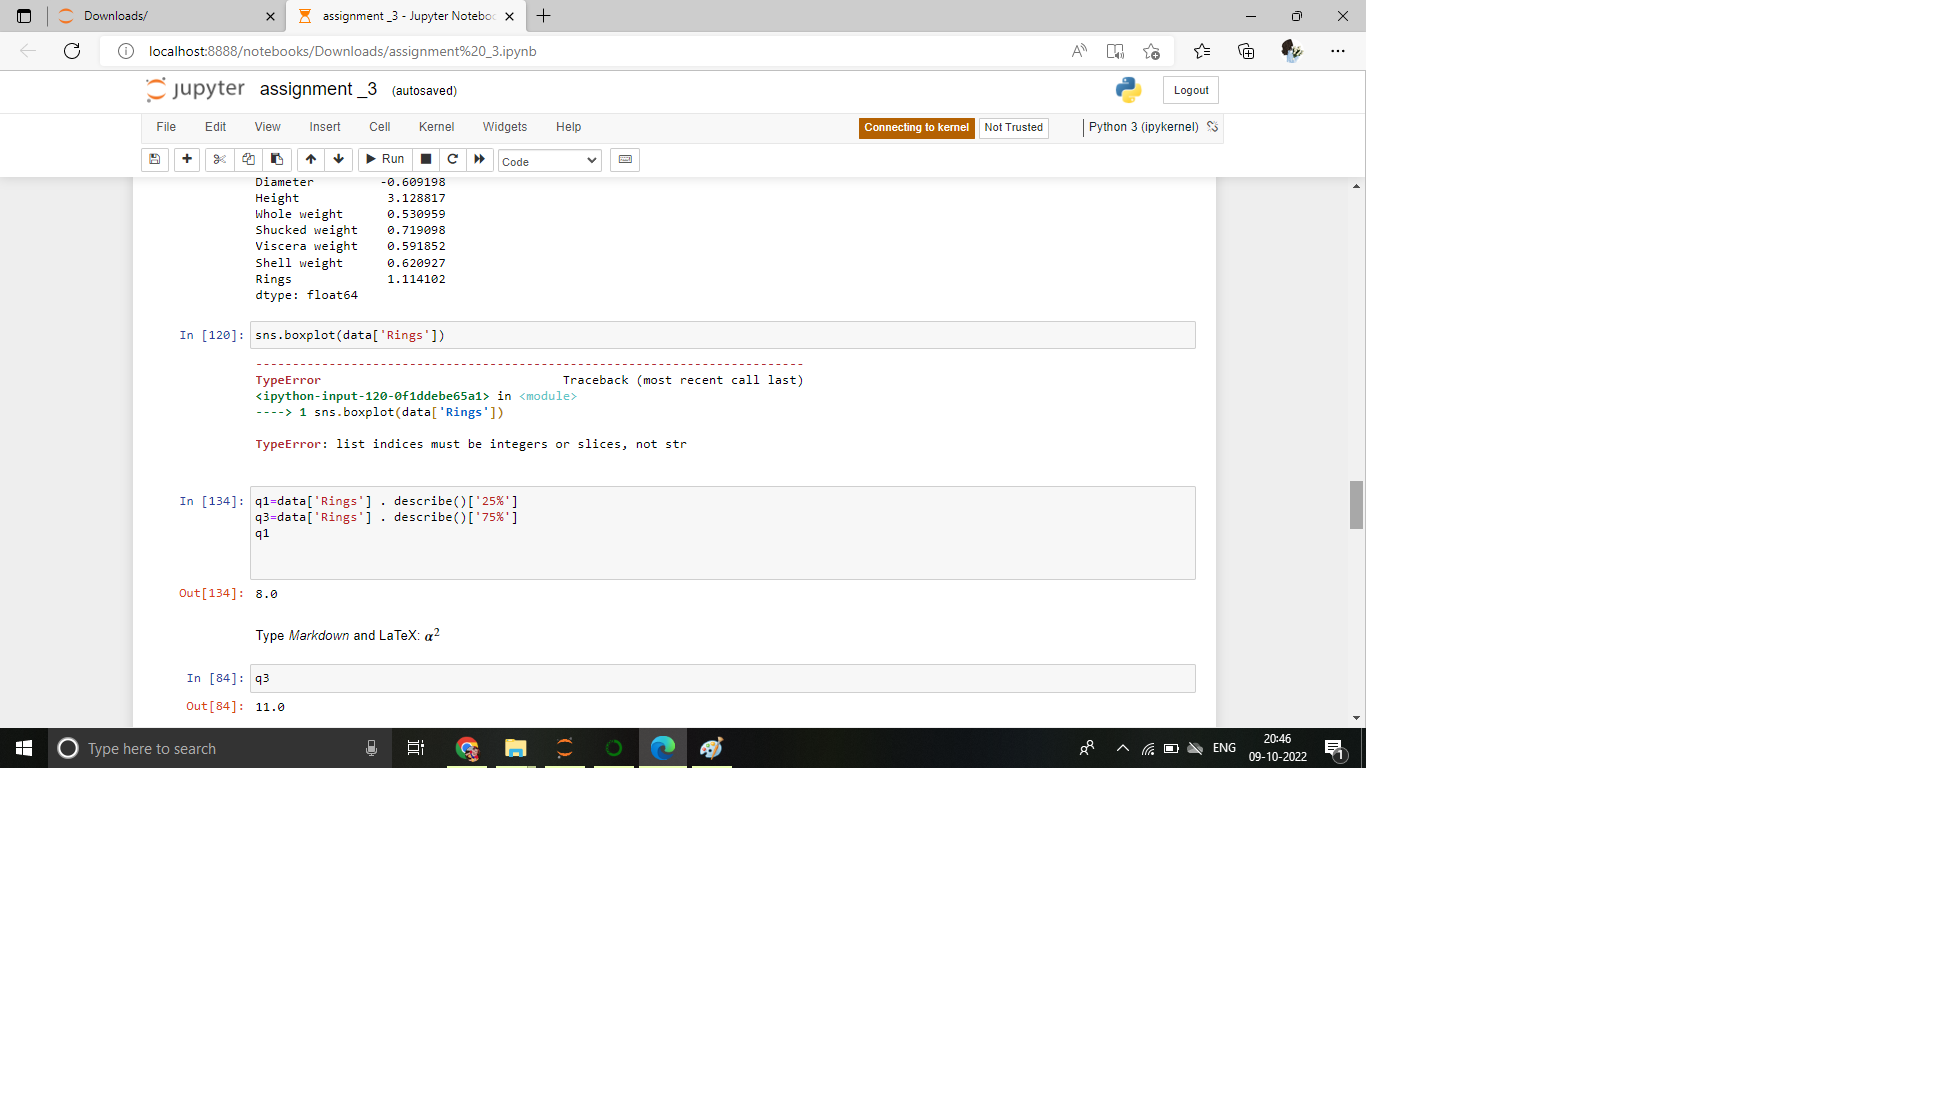 Downloads/
assignment _3 - Jupyter Noteboo
localhost:8888/notebooks/Downloads/assignment%20_3.ipynb
jupyter assignment _3 (autosaved)
Logout
File Edit View Insert Cell Kernel Widgets Help
Connecting to kernel Not Trusted Python 3 (ipykernel)
Run Code
Diameter -0.609198
Height 3.128817
Whole weight 0.530959
Shucked weight 0.719098
Viscera weight 0.591852
Shell weight 0.620927
Rings 1.114102
dtype: float64
In [120]: sns.boxplot(data['Rings'])
---------------------------------------------------------------------------
TypeError Traceback (most recent call last)
<ipython-input-120-0f1ddebe65a1> in <module>
----> 1 sns.boxplot(data['Rings'])
TypeError: list indices must be integers or slices, not str
In [134]: q1=data['Rings'] . describe()['25%']
q3=data['Rings'] . describe()['75%']
q1
Out[134]: 8.0
Type Markdown and LaTeX: α²
In [84]: q3
Out[84]: 11.0
Type here to search
ENG
20:46
09-10-2022
1